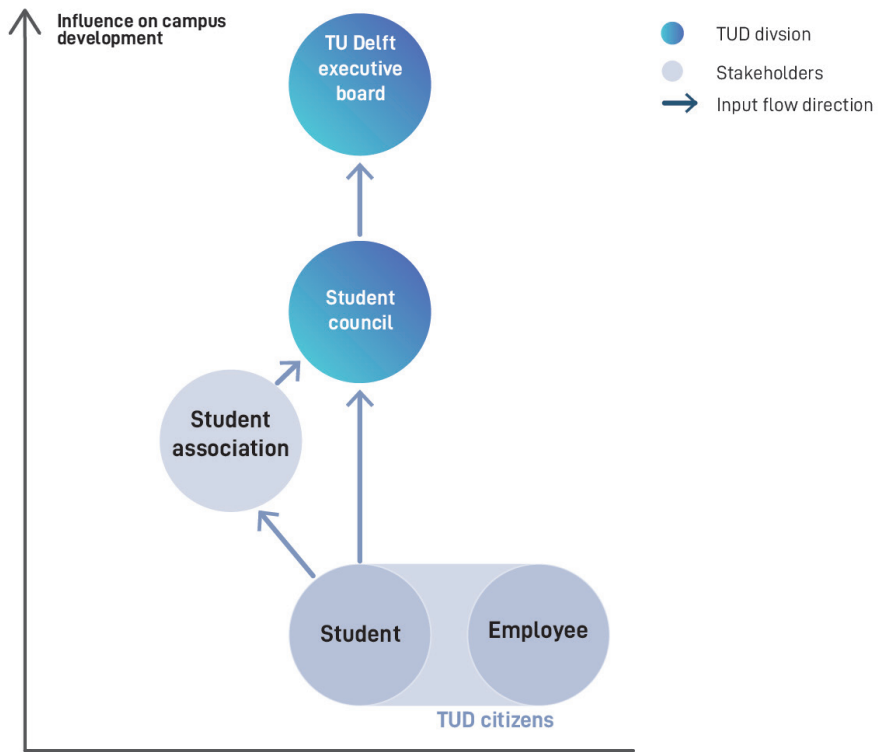 Influence on campus
development
TU Delft
executive
board
TUD divsion
Stakeholders
Input flow direction
Student
council
Student
association
Student
Employee
TUD citizens